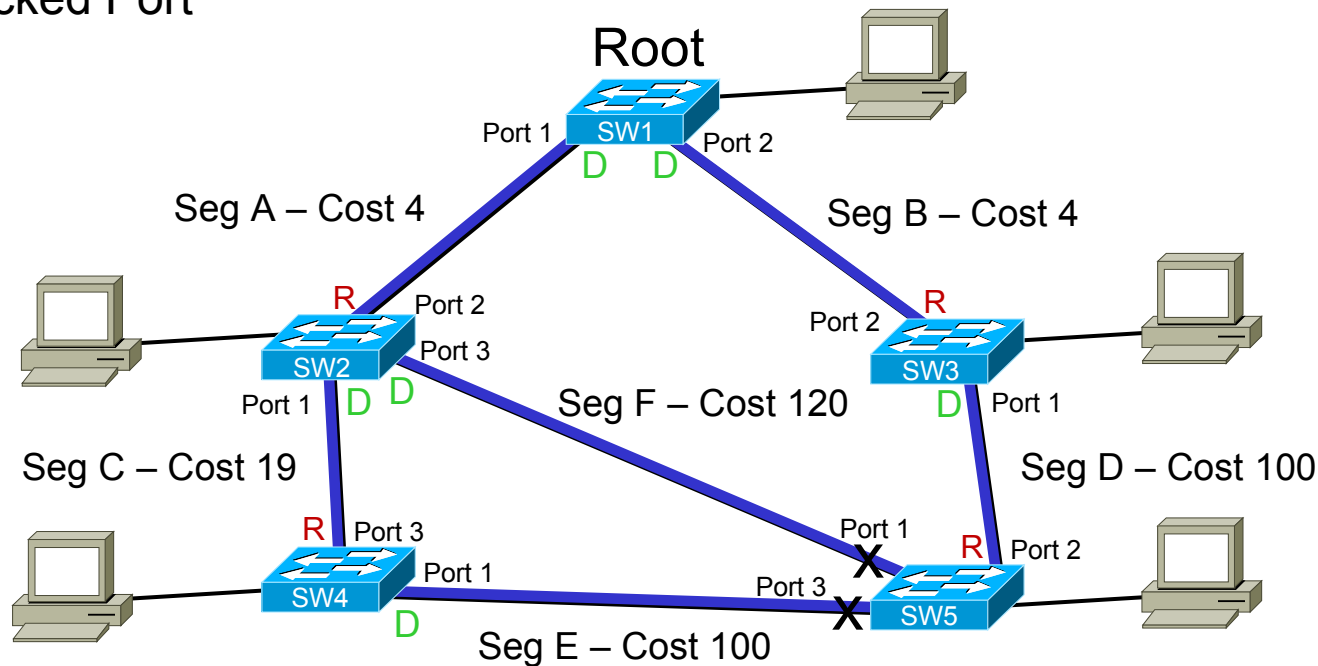 cked Port
Root
SW1
Port 1
Port 2
D
D
Seg A – Cost 4
Seg B – Cost 4
R
Port 2
Port 2
R
SW2
Port 3
SW3
Port 1
D
D
Seg F – Cost 120
D
Port 1
Seg C – Cost 19
Seg D – Cost 100
R
Port 3
Port 1
X
R
Port 2
SW4
Port 1
Port 3
X
SW5
D
Seg E – Cost 100